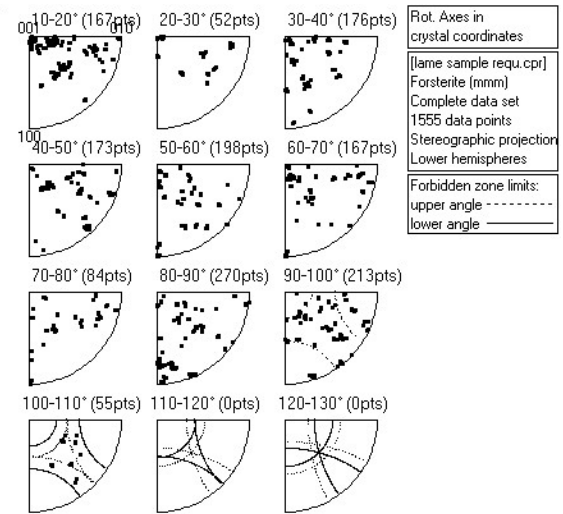 10-20° (167pts)
20-30° (52pts)
30-40° (176pts)
001
010
100
40-50° (173pts)
50-60° (198pts)
60-70° (167pts)
70-80° (84pts)
80-90° (270pts)
90-100° (213pts)
100-110° (55pts)
110-120° (0pts)
120-130° (0pts)
Rot. Axes in
crystal coordinates
[lame sample requ.cpr]
Forsterite (mmm)
Complete data set
1555 data points
Stereographic projection
Lower hemispheres
Forbidden zone limits:
upper angle
lower angle